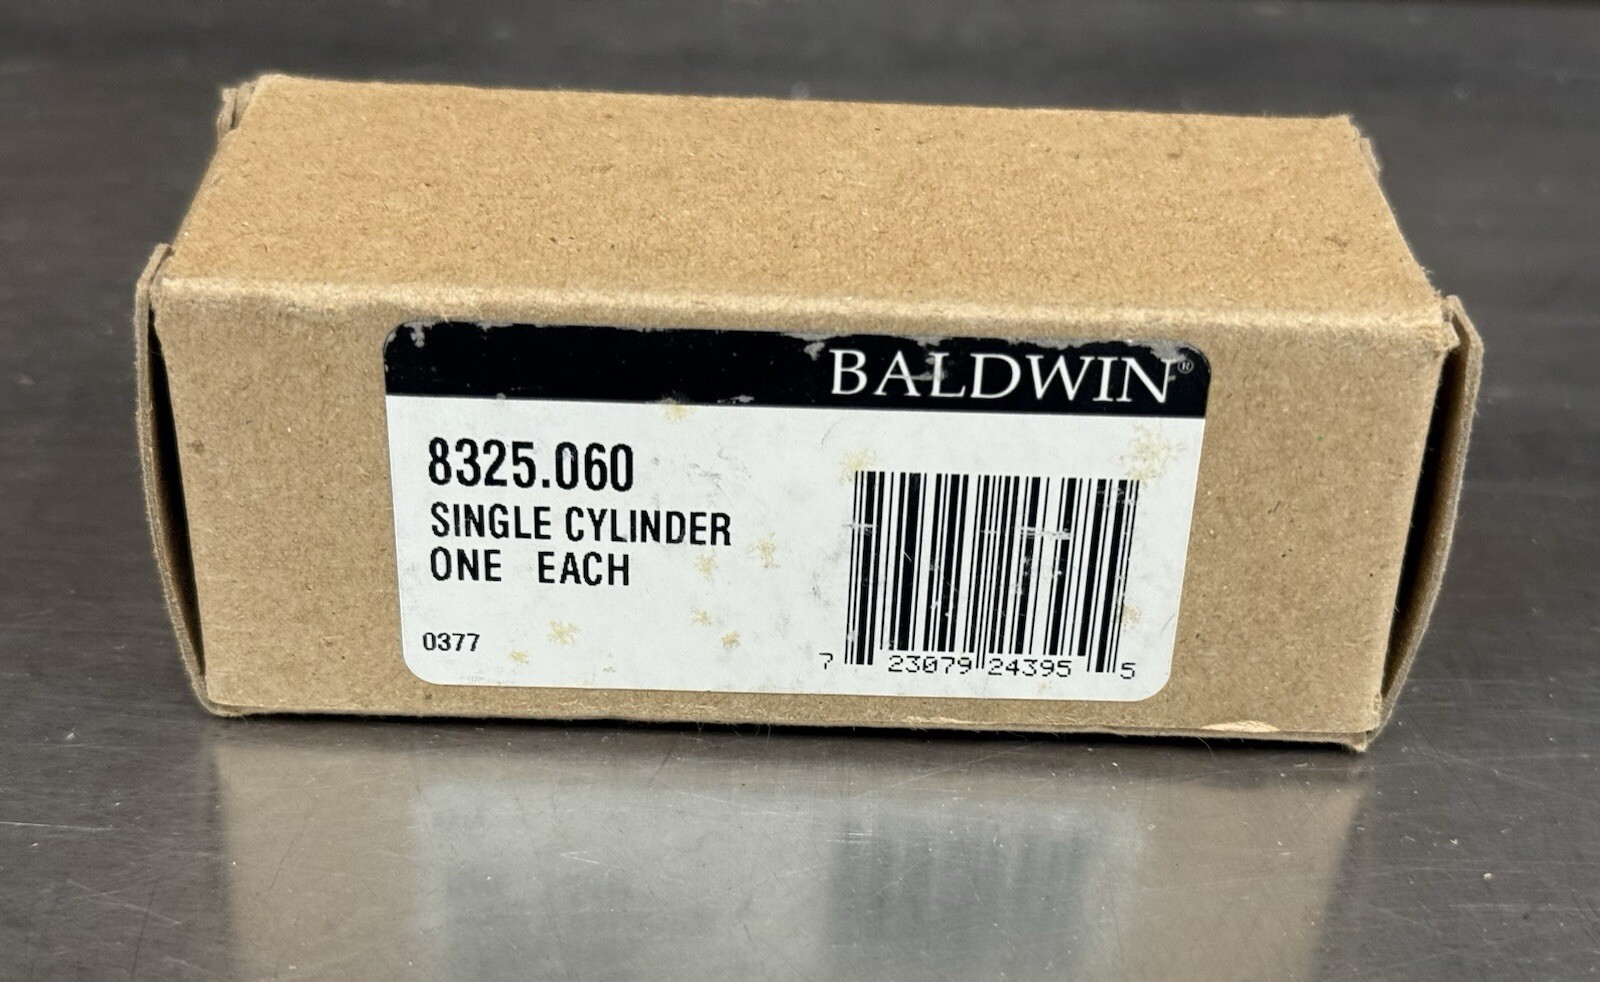 BALDWIN®
8325.060
SINGLE CYLINDER
ONE EACH
0377
7 23079 24395 5